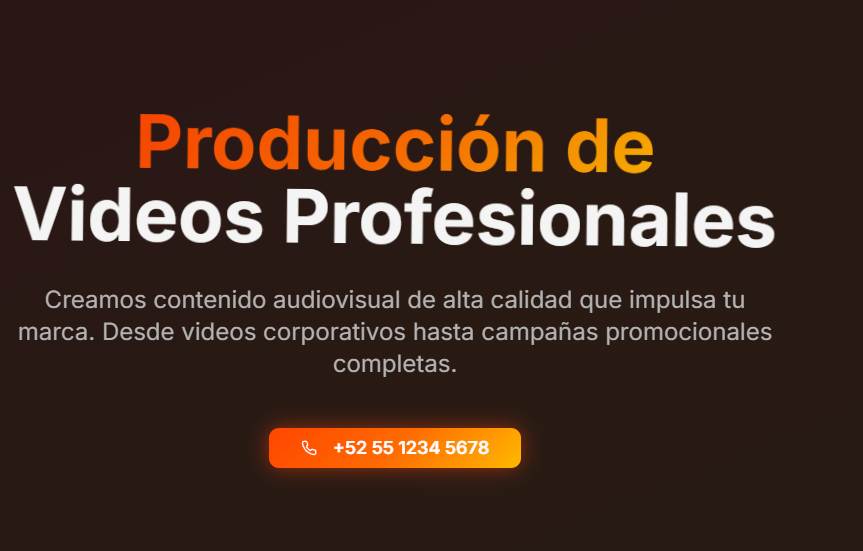 Producción de
Videos Profesionales
Creamos contenido audiovisual de alta calidad que impulsa tu
marca. Desde videos corporativos hasta campañas promocionales
completas.
+52 55 1234 5678